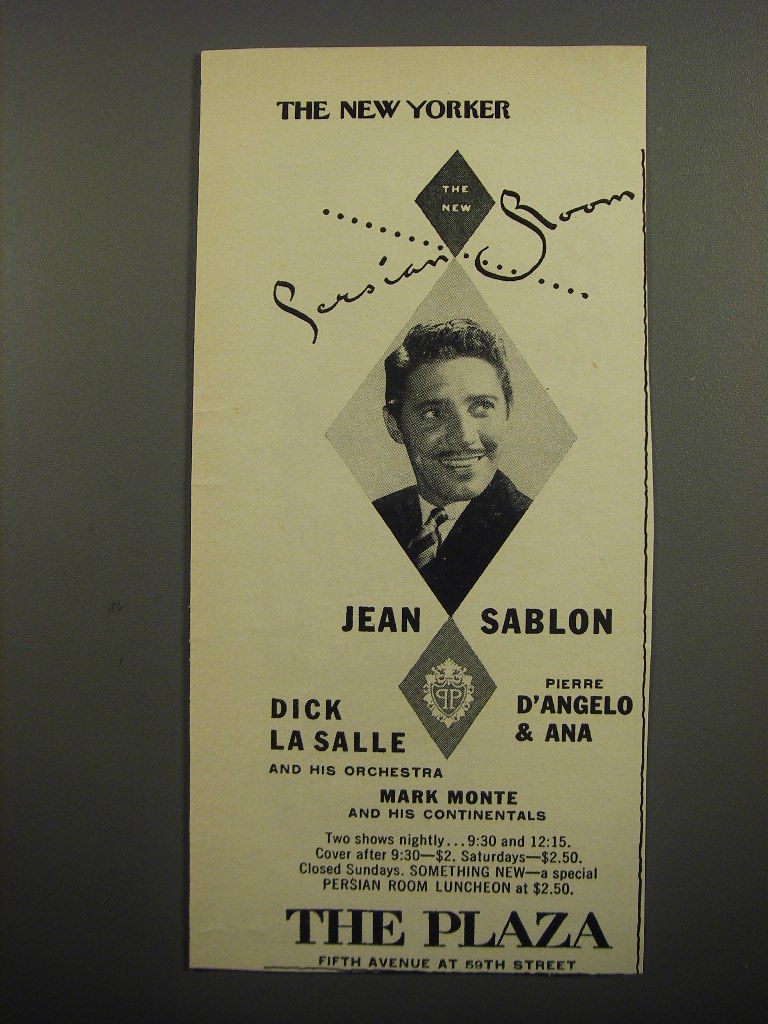 THE NEW YORKER
THE
NEW
Persian Room
JEAN SABLON
PP
DICK
LA SALLE
AND HIS ORCHESTRA
PIERRE
D'ANGELO
& ANA
MARK MONTE
AND HIS CONTINENTALS
Two shows nightly...9:30 and 12:15.
Cover after 9:30—$2. Saturdays—$2.50.
Closed Sundays. SOMETHING NEW—a special
PERSIAN ROOM LUNCHEON at $2.50.
THE PLAZA
FIFTH AVENUE AT 59TH STREET